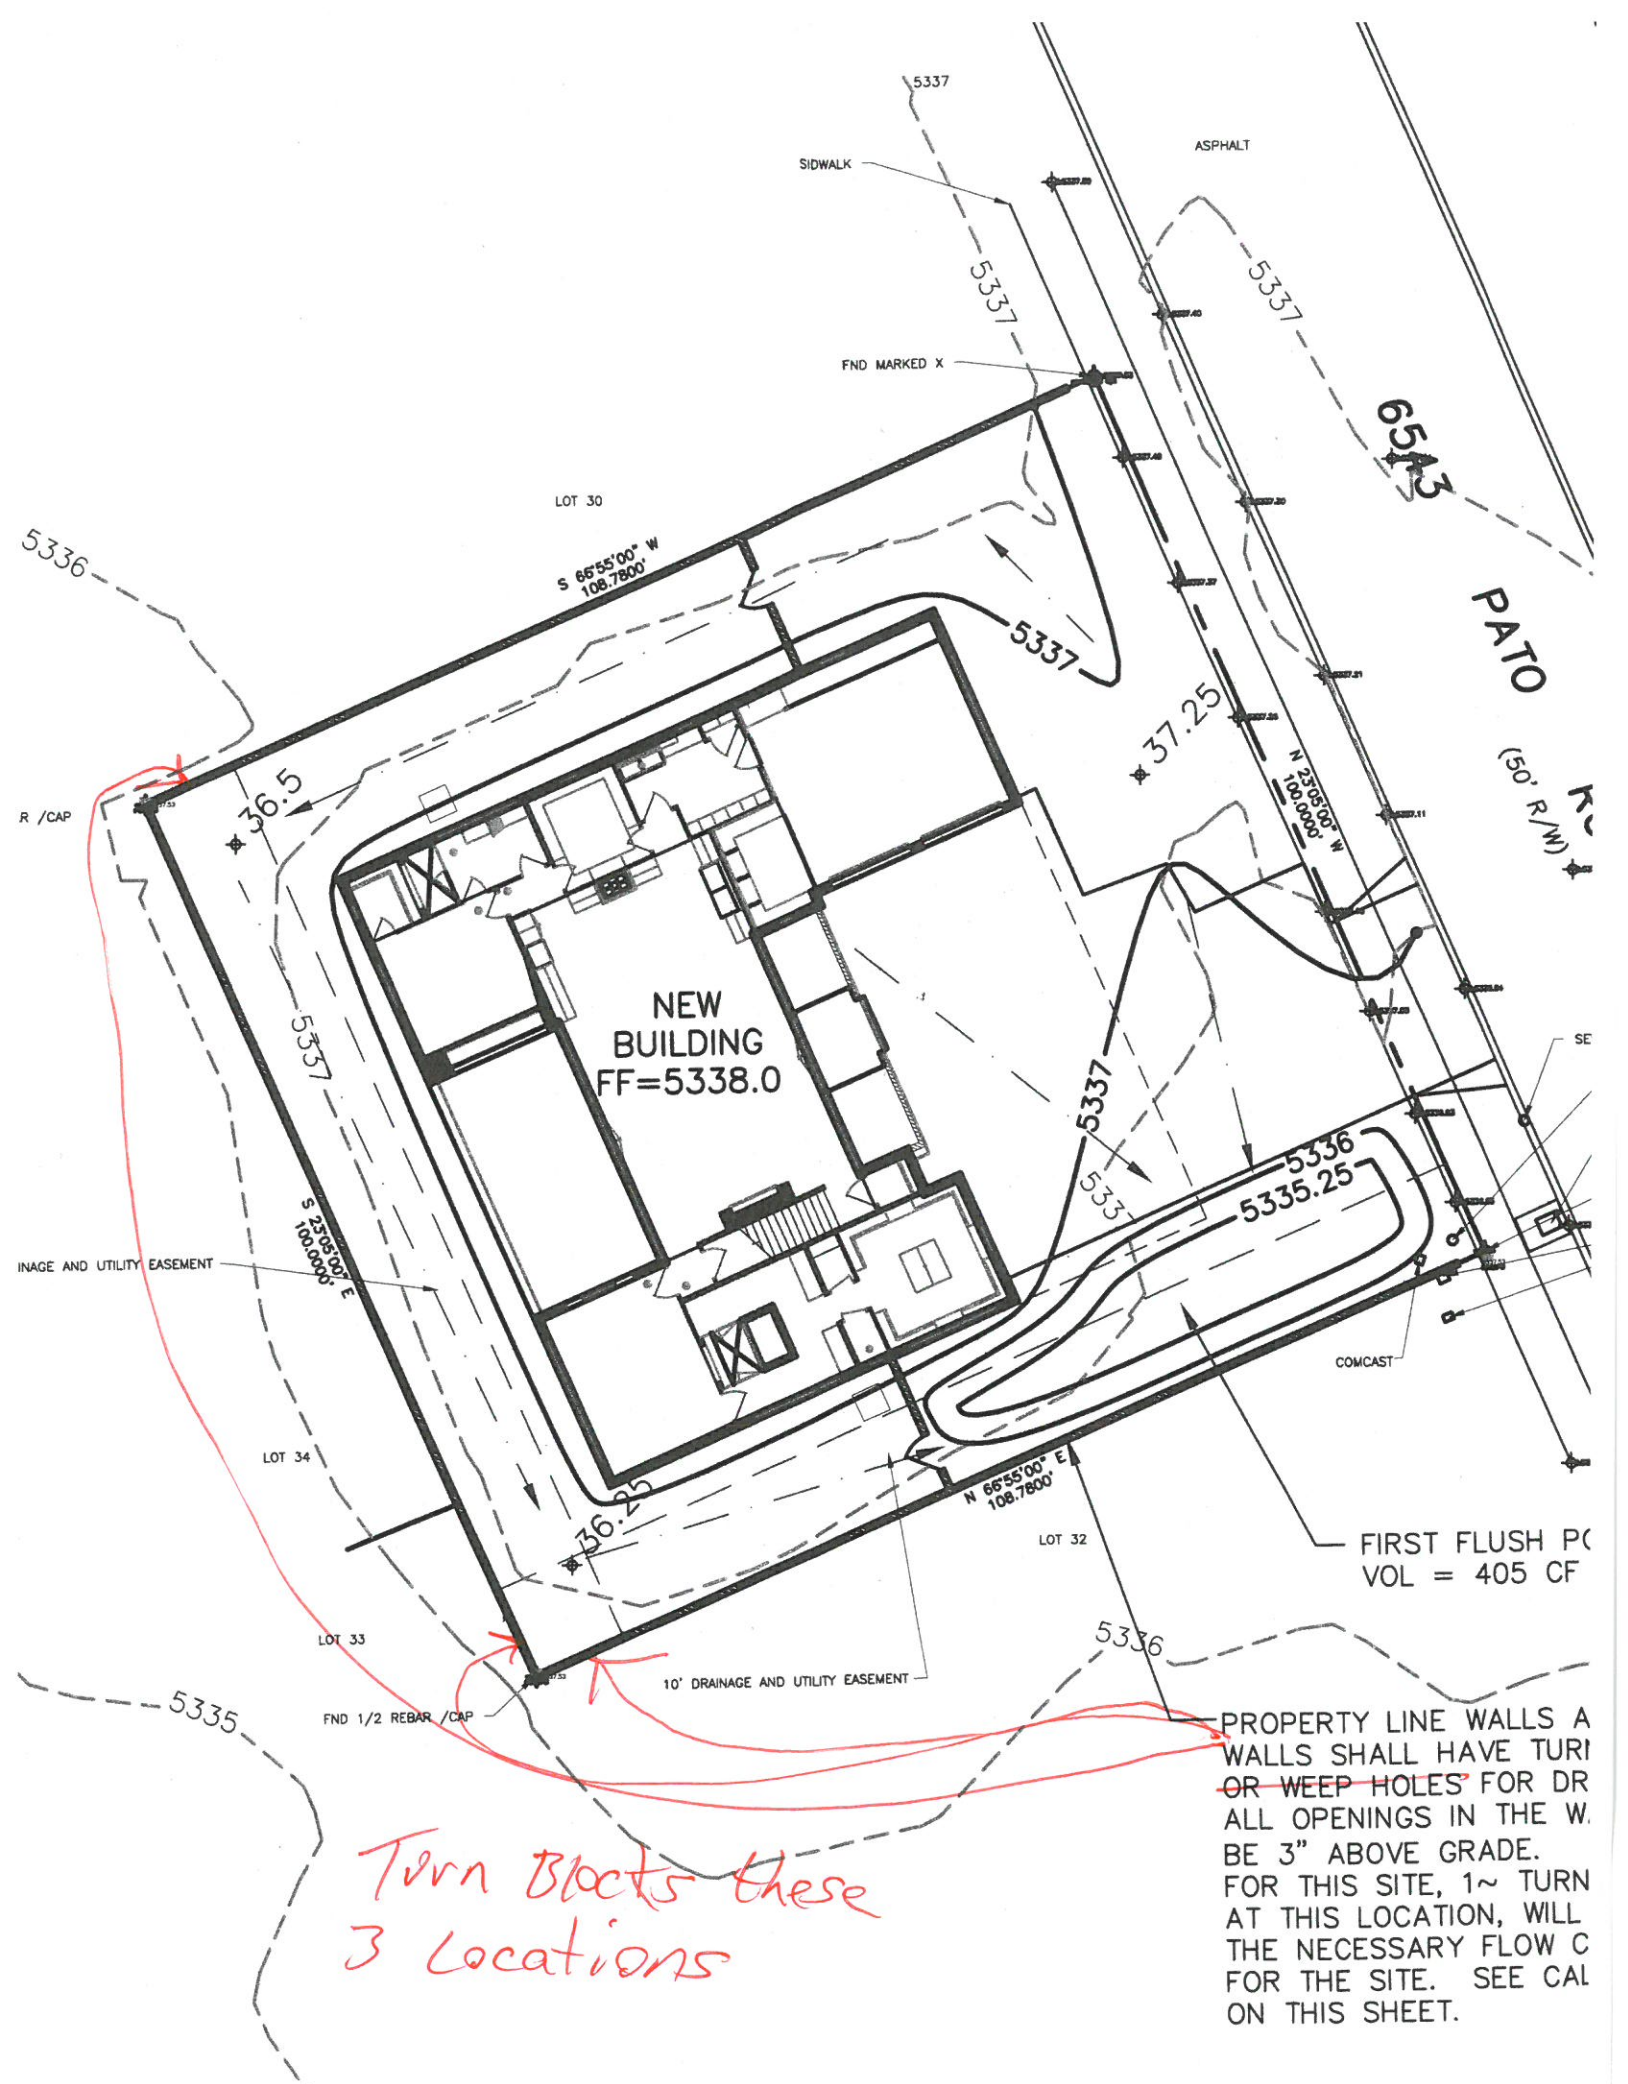 5337
ASPHALT
SIDWALK
5337
5337
FND MARKED X
6543
LOT 30
5336
S 66°55'00" W
108.7800'
PATO
5337
37.25
(50' R/W)
N 23°05'00" W
100.0000'
36.5
R /CAP
NEW
BUILDING
FF=5338.0
5337
SE
5337
5336
5335.25
5337
S 23°05'00" E
100.0000'
INAGE AND UTILITY EASEMENT
COMCAST
LOT 34
36.25
N 66°55'00" E
108.7800'
LOT 32
FIRST FLUSH PO
VOL = 405 CF
LOT 33
5336
10' DRAINAGE AND UTILITY EASEMENT
5335
FND 1/2 REBAR /CAP
PROPERTY LINE WALLS A
WALLS SHALL HAVE TURN
OR WEEP HOLES FOR DR
ALL OPENINGS IN THE W
BE 3" ABOVE GRADE.
FOR THIS SITE, 1~ TURN
AT THIS LOCATION, WILL
THE NECESSARY FLOW C
FOR THE SITE. SEE CAL
ON THIS SHEET.
Turn Blocks these
3 Locations